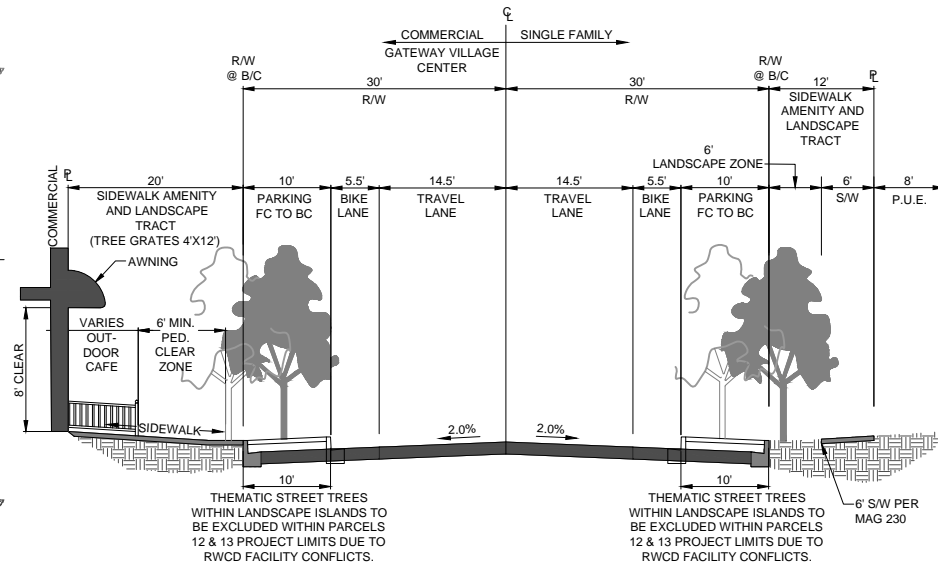 ℄
COMMERCIAL
SINGLE FAMILY
GATEWAY VILLAGE
CENTER
R/W
@ B/C
R/W
@ B/C
30'
R/W
30'
R/W
12'
SIDEWALK
AMENITY AND
LANDSCAPE
TRACT
℄
6'
LANDSCAPE ZONE
COMMERCIAL
℄
20'
SIDEWALK AMENITY
AND LANDSCAPE
TRACT
(TREE GRATES 4'X12')
10'
PARKING
FC TO BC
5.5'
BIKE
LANE
14.5'
TRAVEL
LANE
14.5'
TRAVEL
LANE
5.5'
BIKE
LANE
10'
PARKING
FC TO BC
6'
S/W
8'
P.U.E.
AWNING
8' CLEAR
VARIES
OUT-
DOOR
CAFE
6' MIN.
PED.
CLEAR
ZONE
SIDEWALK
2.0%
2.0%
10'
THEMATIC STREET TREES
WITHIN LANDSCAPE ISLANDS TO
BE EXCLUDED WITHIN PARCELS
12 & 13 PROJECT LIMITS DUE TO
RWCD FACILITY CONFLICTS.
10'
THEMATIC STREET TREES
WITHIN LANDSCAPE ISLANDS TO
BE EXCLUDED WITHIN PARCELS
12 & 13 PROJECT LIMITS DUE TO
RWCD FACILITY CONFLICTS.
6' S/W PER
MAG 230